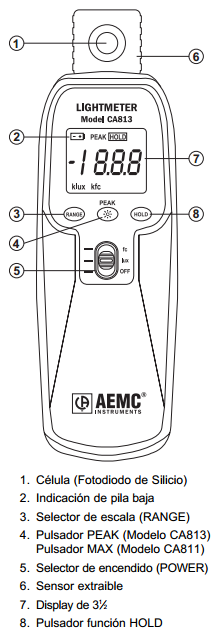 1
6
LIGHTMETER
Model CA813
2
PEAK HOLD
-18.8.8
7
klux kfc
PEAK
3
RANGE
HOLD
8
4
fc
lux
5
OFF
AEMC®
INSTRUMENTS
1. Célula (Fotodiodo de Silicio)
2. Indicación de pila baja
3. Selector de escala (RANGE)
4. Pulsador PEAK (Modelo CA813)
Pulsador MAX (Modelo CA811)
5. Selector de encendido (POWER)
6. Sensor extraible
7. Display de 3½
8. Pulsador función HOLD